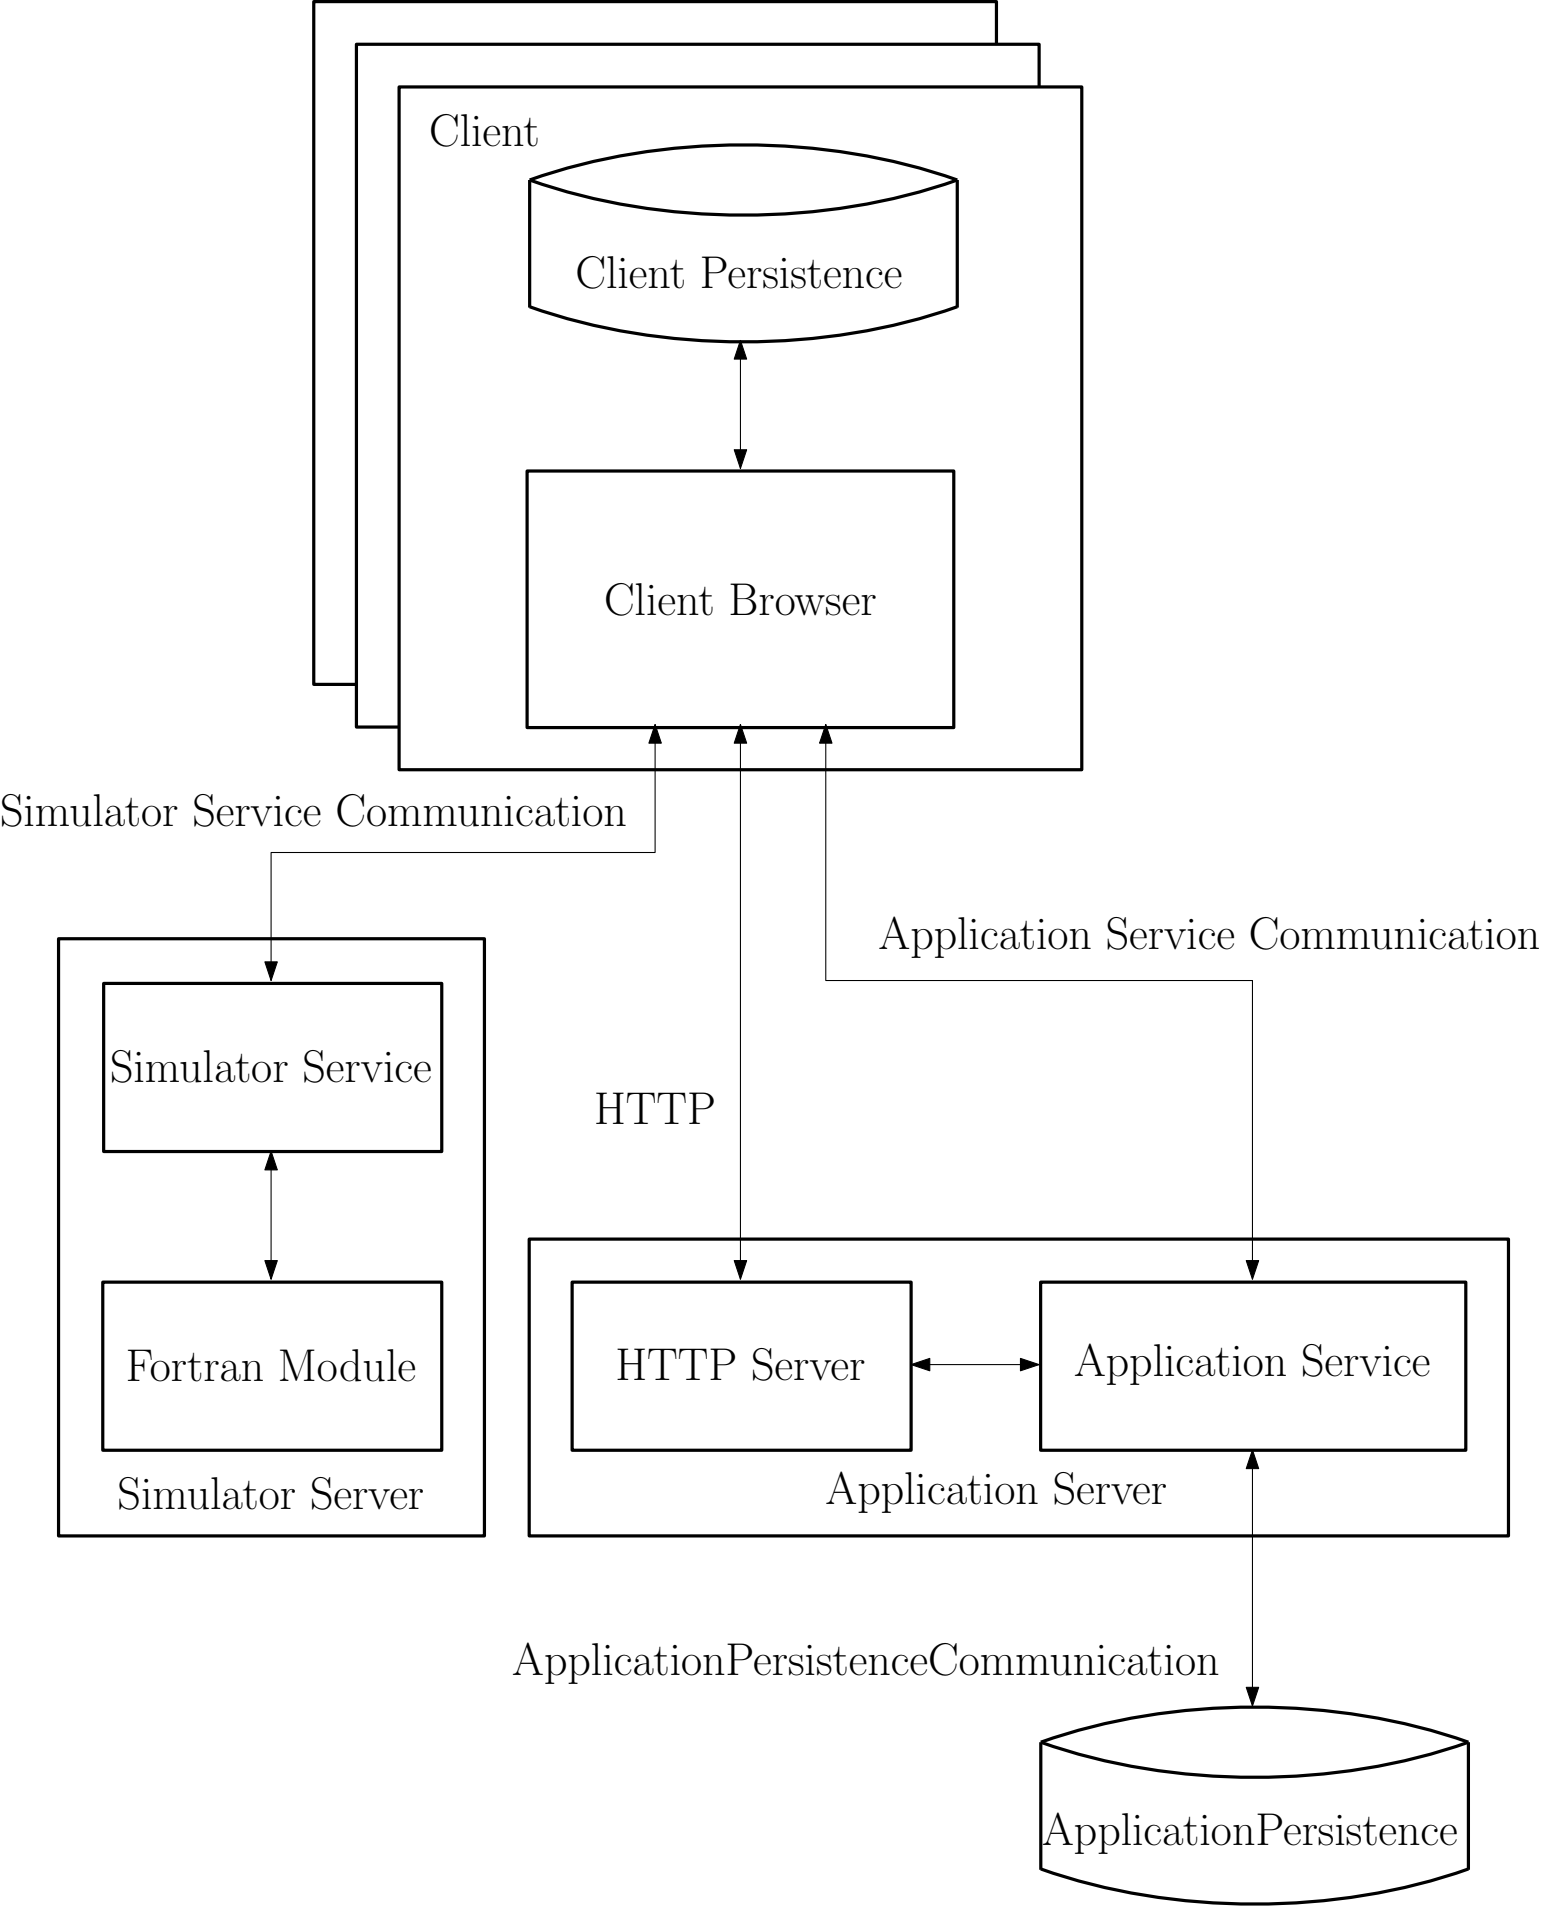 Client
Client Persistence
Client Browser
Simulator Service Communication
Application Service Communication
Simulator Service
HTTP
Fortran Module
HTTP Server
Application Service
Simulator Server
Application Server
ApplicationPersistenceCommunication
ApplicationPersistence